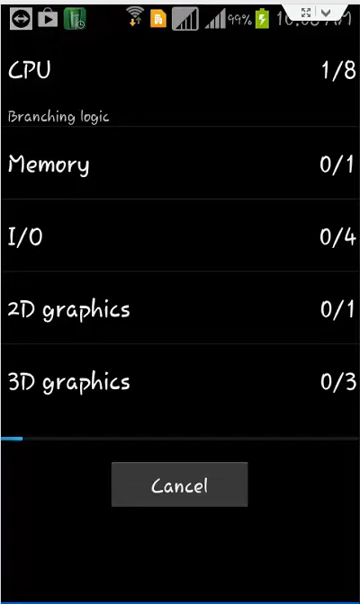 99%
CPU 1/8
Branching logic
Memory 0/1
I/O 0/4
2D graphics 0/1
3D graphics 0/3
Cancel